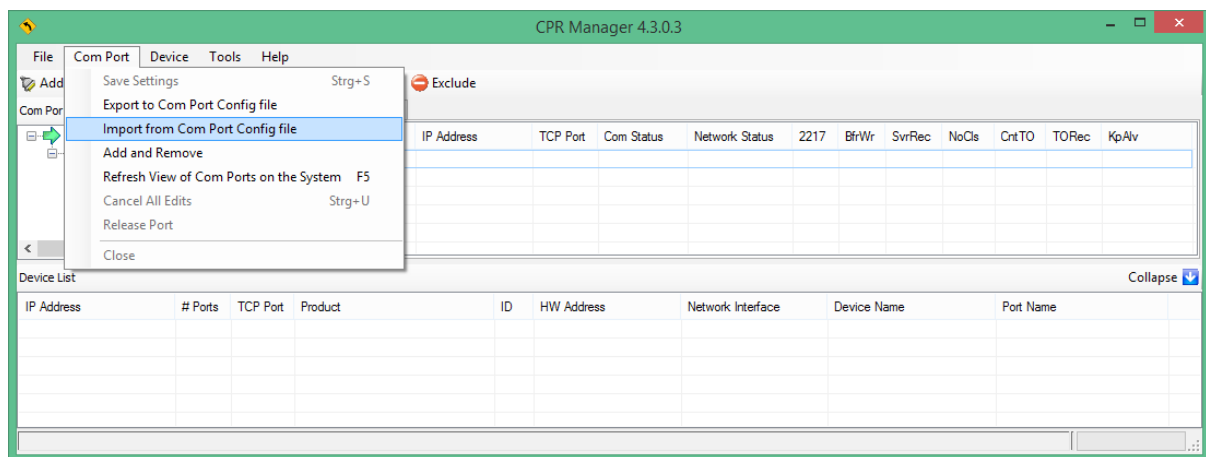 CPR Manager 4.3.0.3
File Com Port Device Tools Help
Add Exclude
Save Settings Strg+S
Export to Com Port Config file
Import from Com Port Config file
Add and Remove
Refresh View of Com Ports on the System F5
Cancel All Edits Strg+U
Release Port
Close
Com Por
IP Address TCP Port Com Status Network Status 2217 BfrWr SvrRec NoCls CntTO TORec KpAlv
Device List Collapse
IP Address # Ports TCP Port Product ID HW Address Network Interface Device Name Port Name